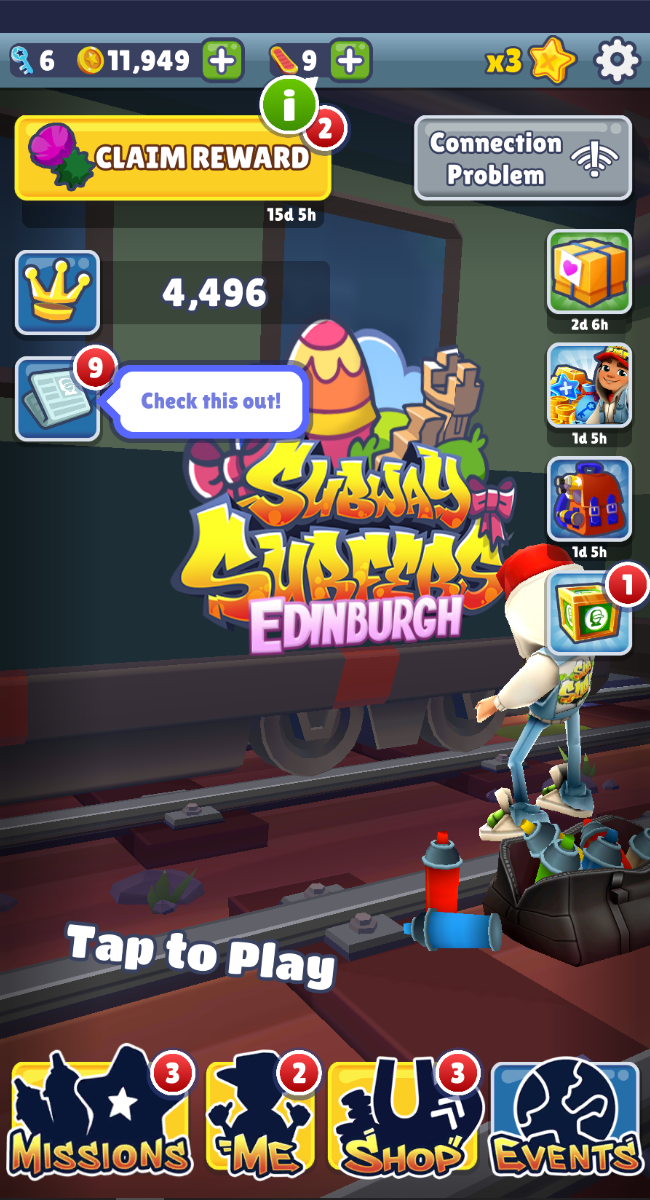 6
11,949
9
x3
i
2
CLAIM REWARD
15d 5h
Connection
Problem
4,496
2d 6h
9
Check this out!
1d 5h
SUBWAY
SURFERS
EDINBURGH
1d 5h
1
Tap to Play
3
MISSIONS
2
ME
3
SHOP
EVENTS